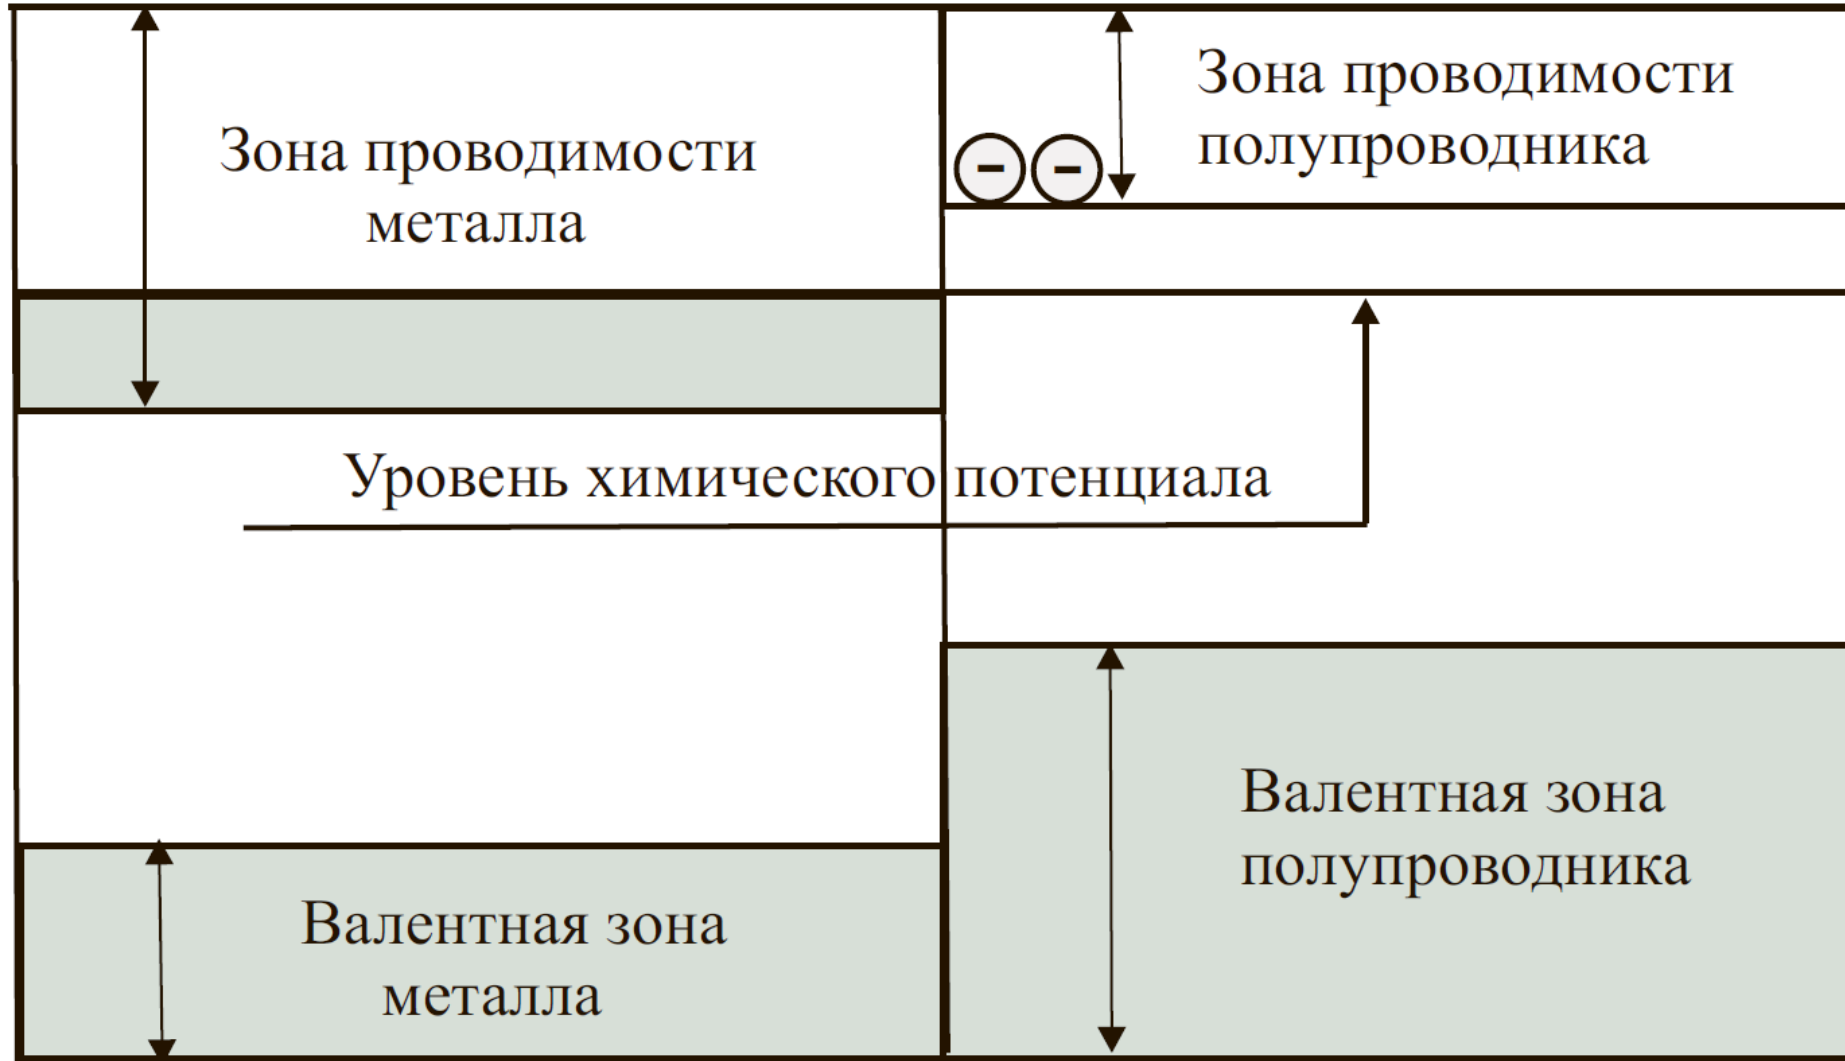 Зона проводимости
металла
− −
Зона проводимости
полупроводника
Уровень химического потенциала
Валентная зона
металла
Валентная зона
полупроводника